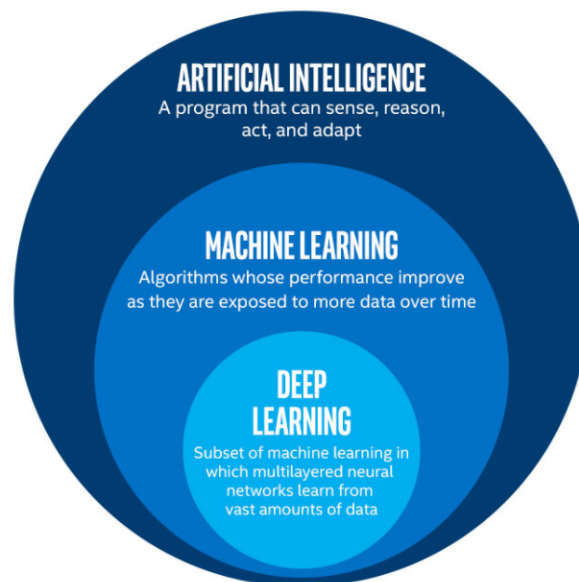 ARTIFICIAL INTELLIGENCE
A program that can sense, reason,
act, and adapt
MACHINE LEARNING
Algorithms whose performance improve
as they are exposed to more data over time
DEEP
LEARNING
Subset of machine learning in
which multilayered neural
networks learn from
vast amounts of data